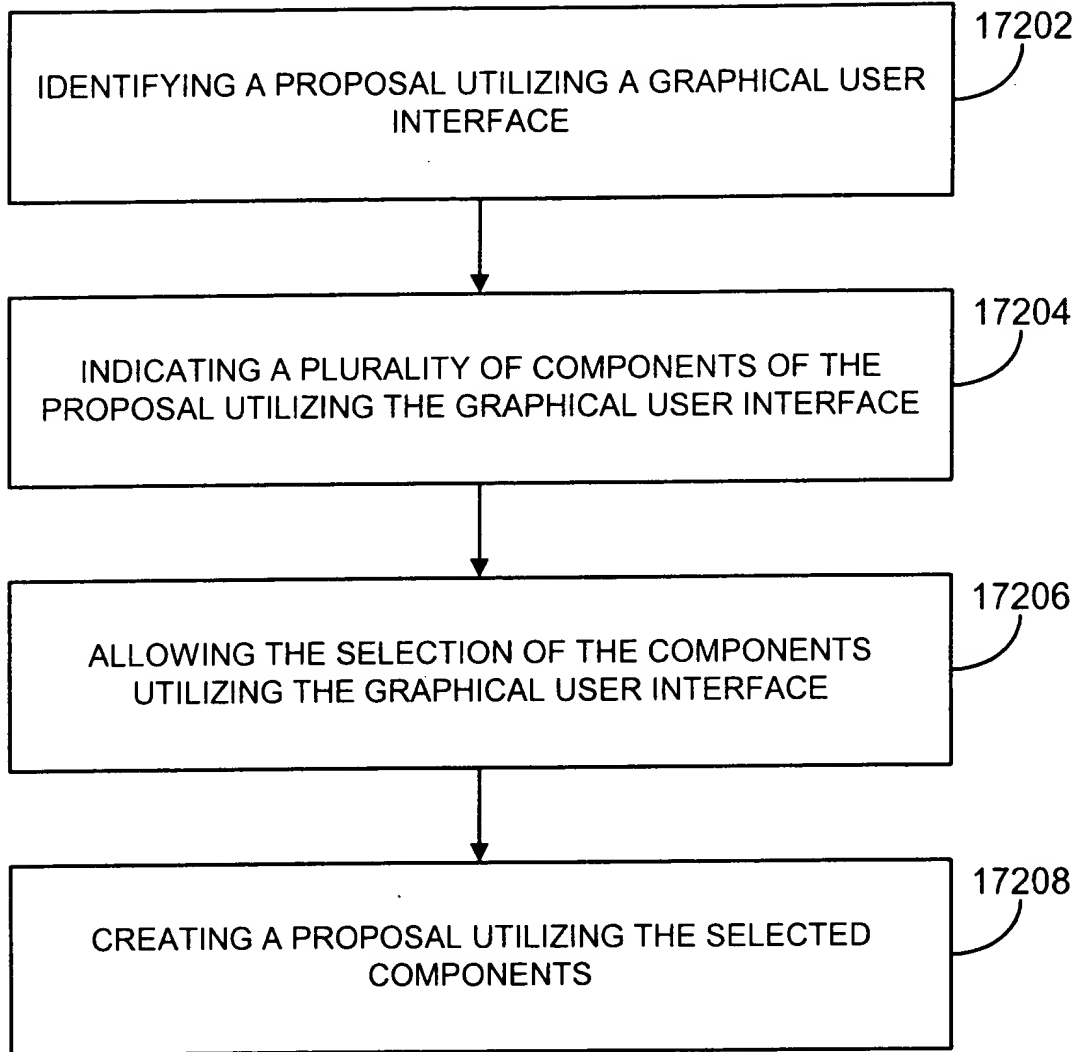 17202
IDENTIFYING A PROPOSAL UTILIZING A GRAPHICAL USER
INTERFACE
17204
INDICATING A PLURALITY OF COMPONENTS OF THE
PROPOSAL UTILIZING THE GRAPHICAL USER INTERFACE
17206
ALLOWING THE SELECTION OF THE COMPONENTS
UTILIZING THE GRAPHICAL USER INTERFACE
17208
CREATING A PROPOSAL UTILIZING THE SELECTED
COMPONENTS